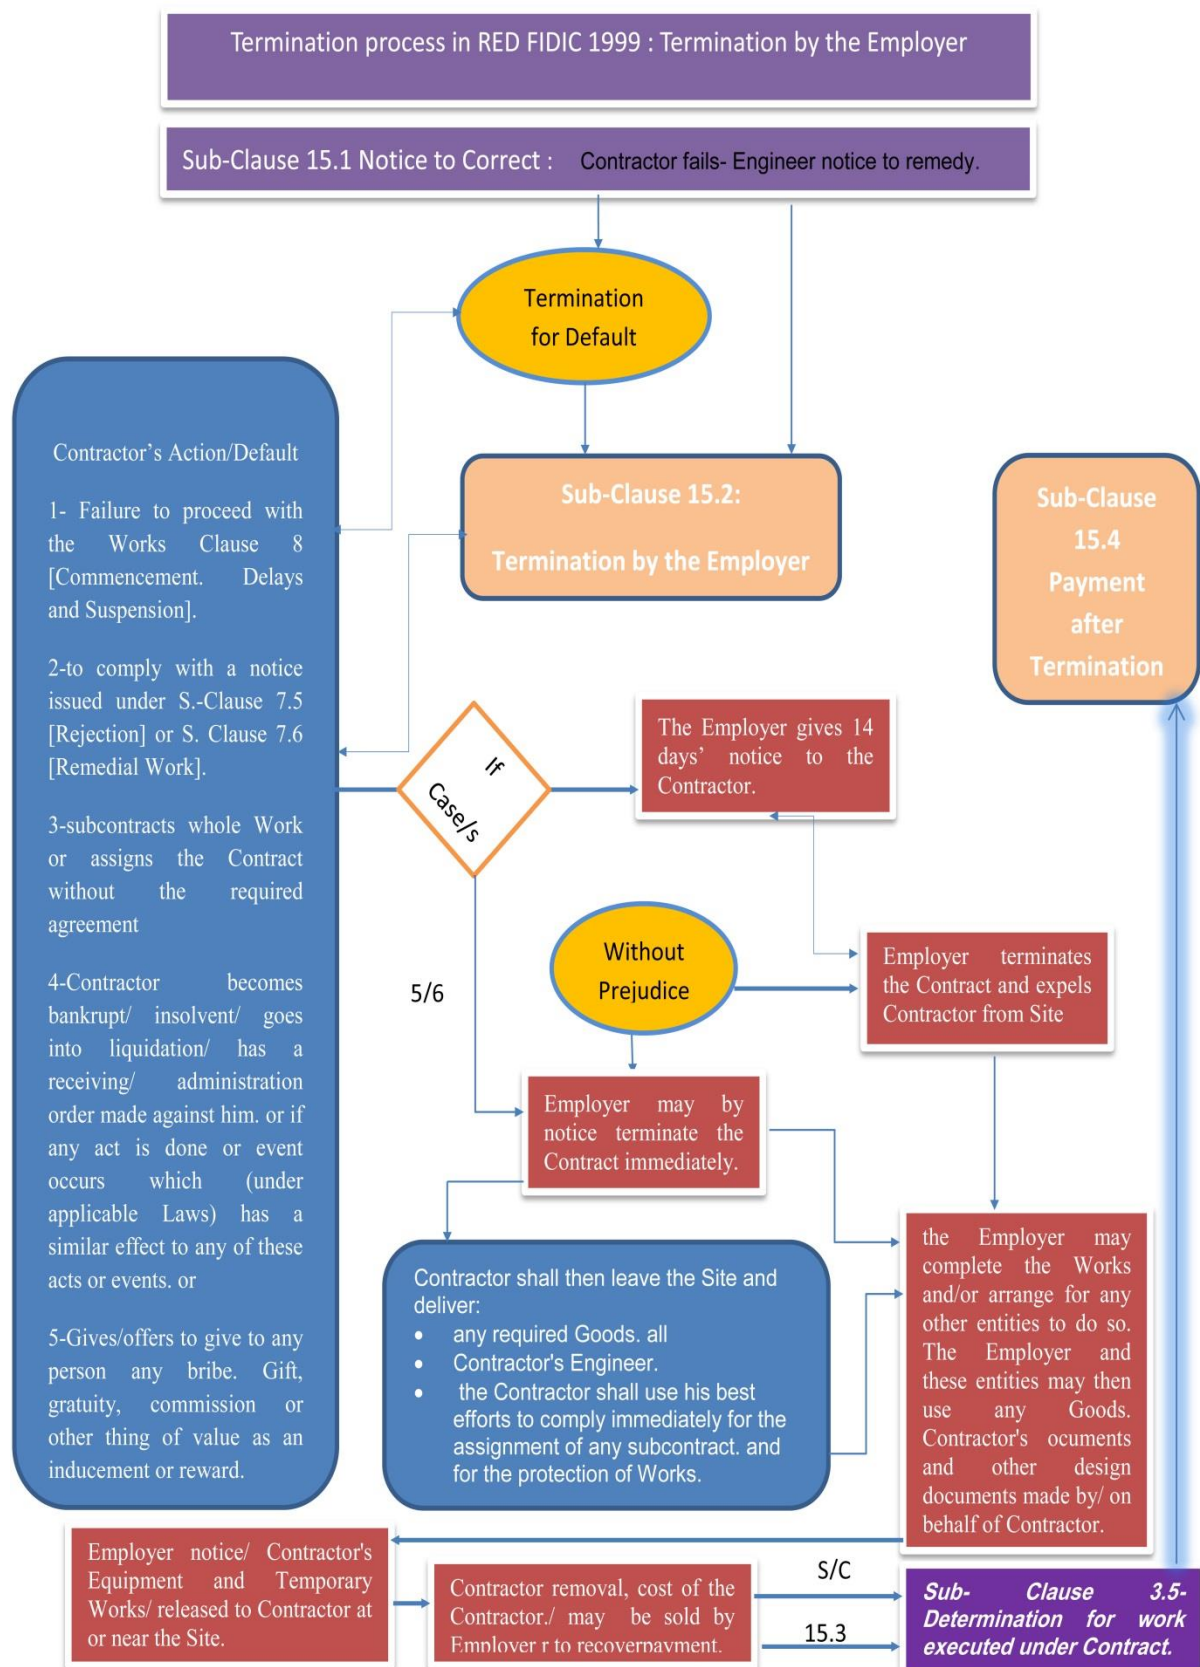 Termination process in RED FIDIC 1999 : Termination by the Employer
Sub-Clause 15.1 Notice to Correct : Contractor fails- Engineer notice to remedy.
Termination
for Default
Contractor’s Action/Default
1- Failure to proceed with
the Works Clause 8
[Commencement. Delays
and Suspension].
2-to comply with a notice
issued under S.-Clause 7.5
[Rejection] or S. Clause 7.6
[Remedial Work].
3-subcontracts whole Work
or assigns the Contract
without the required
agreement
4-Contractor becomes
bankrupt/ insolvent/ goes
into liquidation/ has a
receiving/ administration
order made against him. or if
any act is done or event
occurs which (under
applicable Laws) has a
similar effect to any of these
acts or events. or
5-Gives/offers to give to any
person any bribe. Gift,
gratuity, commission or
other thing of value as an
inducement or reward.
Sub-Clause 15.2:
Termination by the Employer
Sub-Clause
15.4
Payment
after
Termination
If
Case/s
The Employer gives 14
days’ notice to the
Contractor.
5/6
Without
Prejudice
Employer terminates
the Contract and expels
Contractor from Site
Employer may by
notice terminate the
Contract immediately.
Contractor shall then leave the Site and
deliver:
• any required Goods. all
• Contractor's Engineer.
• the Contractor shall use his best
efforts to comply immediately for the
assignment of any subcontract. and
for the protection of Works.
the Employer may
complete the Works
and/or arrange for any
other entities to do so.
The Employer and
these entities may then
use any Goods.
Contractor's ocuments
and other design
documents made by/ on
behalf of Contractor.
Employer notice/ Contractor's
Equipment and Temporary
Works/ released to Contractor at
or near the Site.
Contractor removal, cost of the
Contractor./ may be sold by
Employer r to recoverpayment.
S/C
15.3
Sub- Clause 3.5-
Determination for work
executed under Contract.